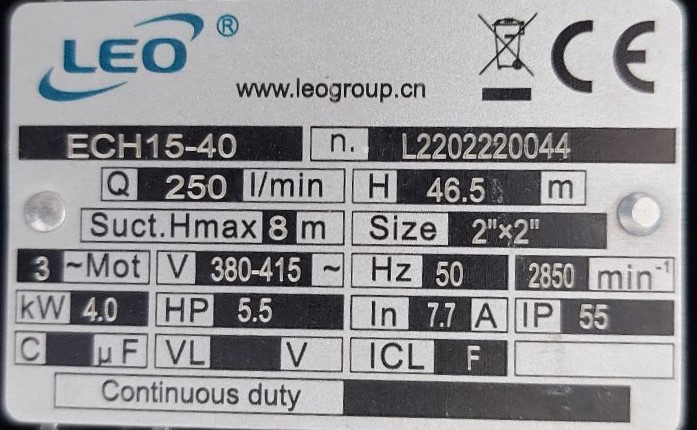 LEO ®
www.leogroup.cn
CE
ECH15-40 n. L2202220044
Q 250 l/min H 46.5 m
Suct.Hmax 8 m Size 2"×2"
3 ~Mot V 380-415 ~ Hz 50 2850 min⁻¹
kW 4.0 HP 5.5 In 7.7 A IP 55
C µF VL V ICL F
Continuous duty